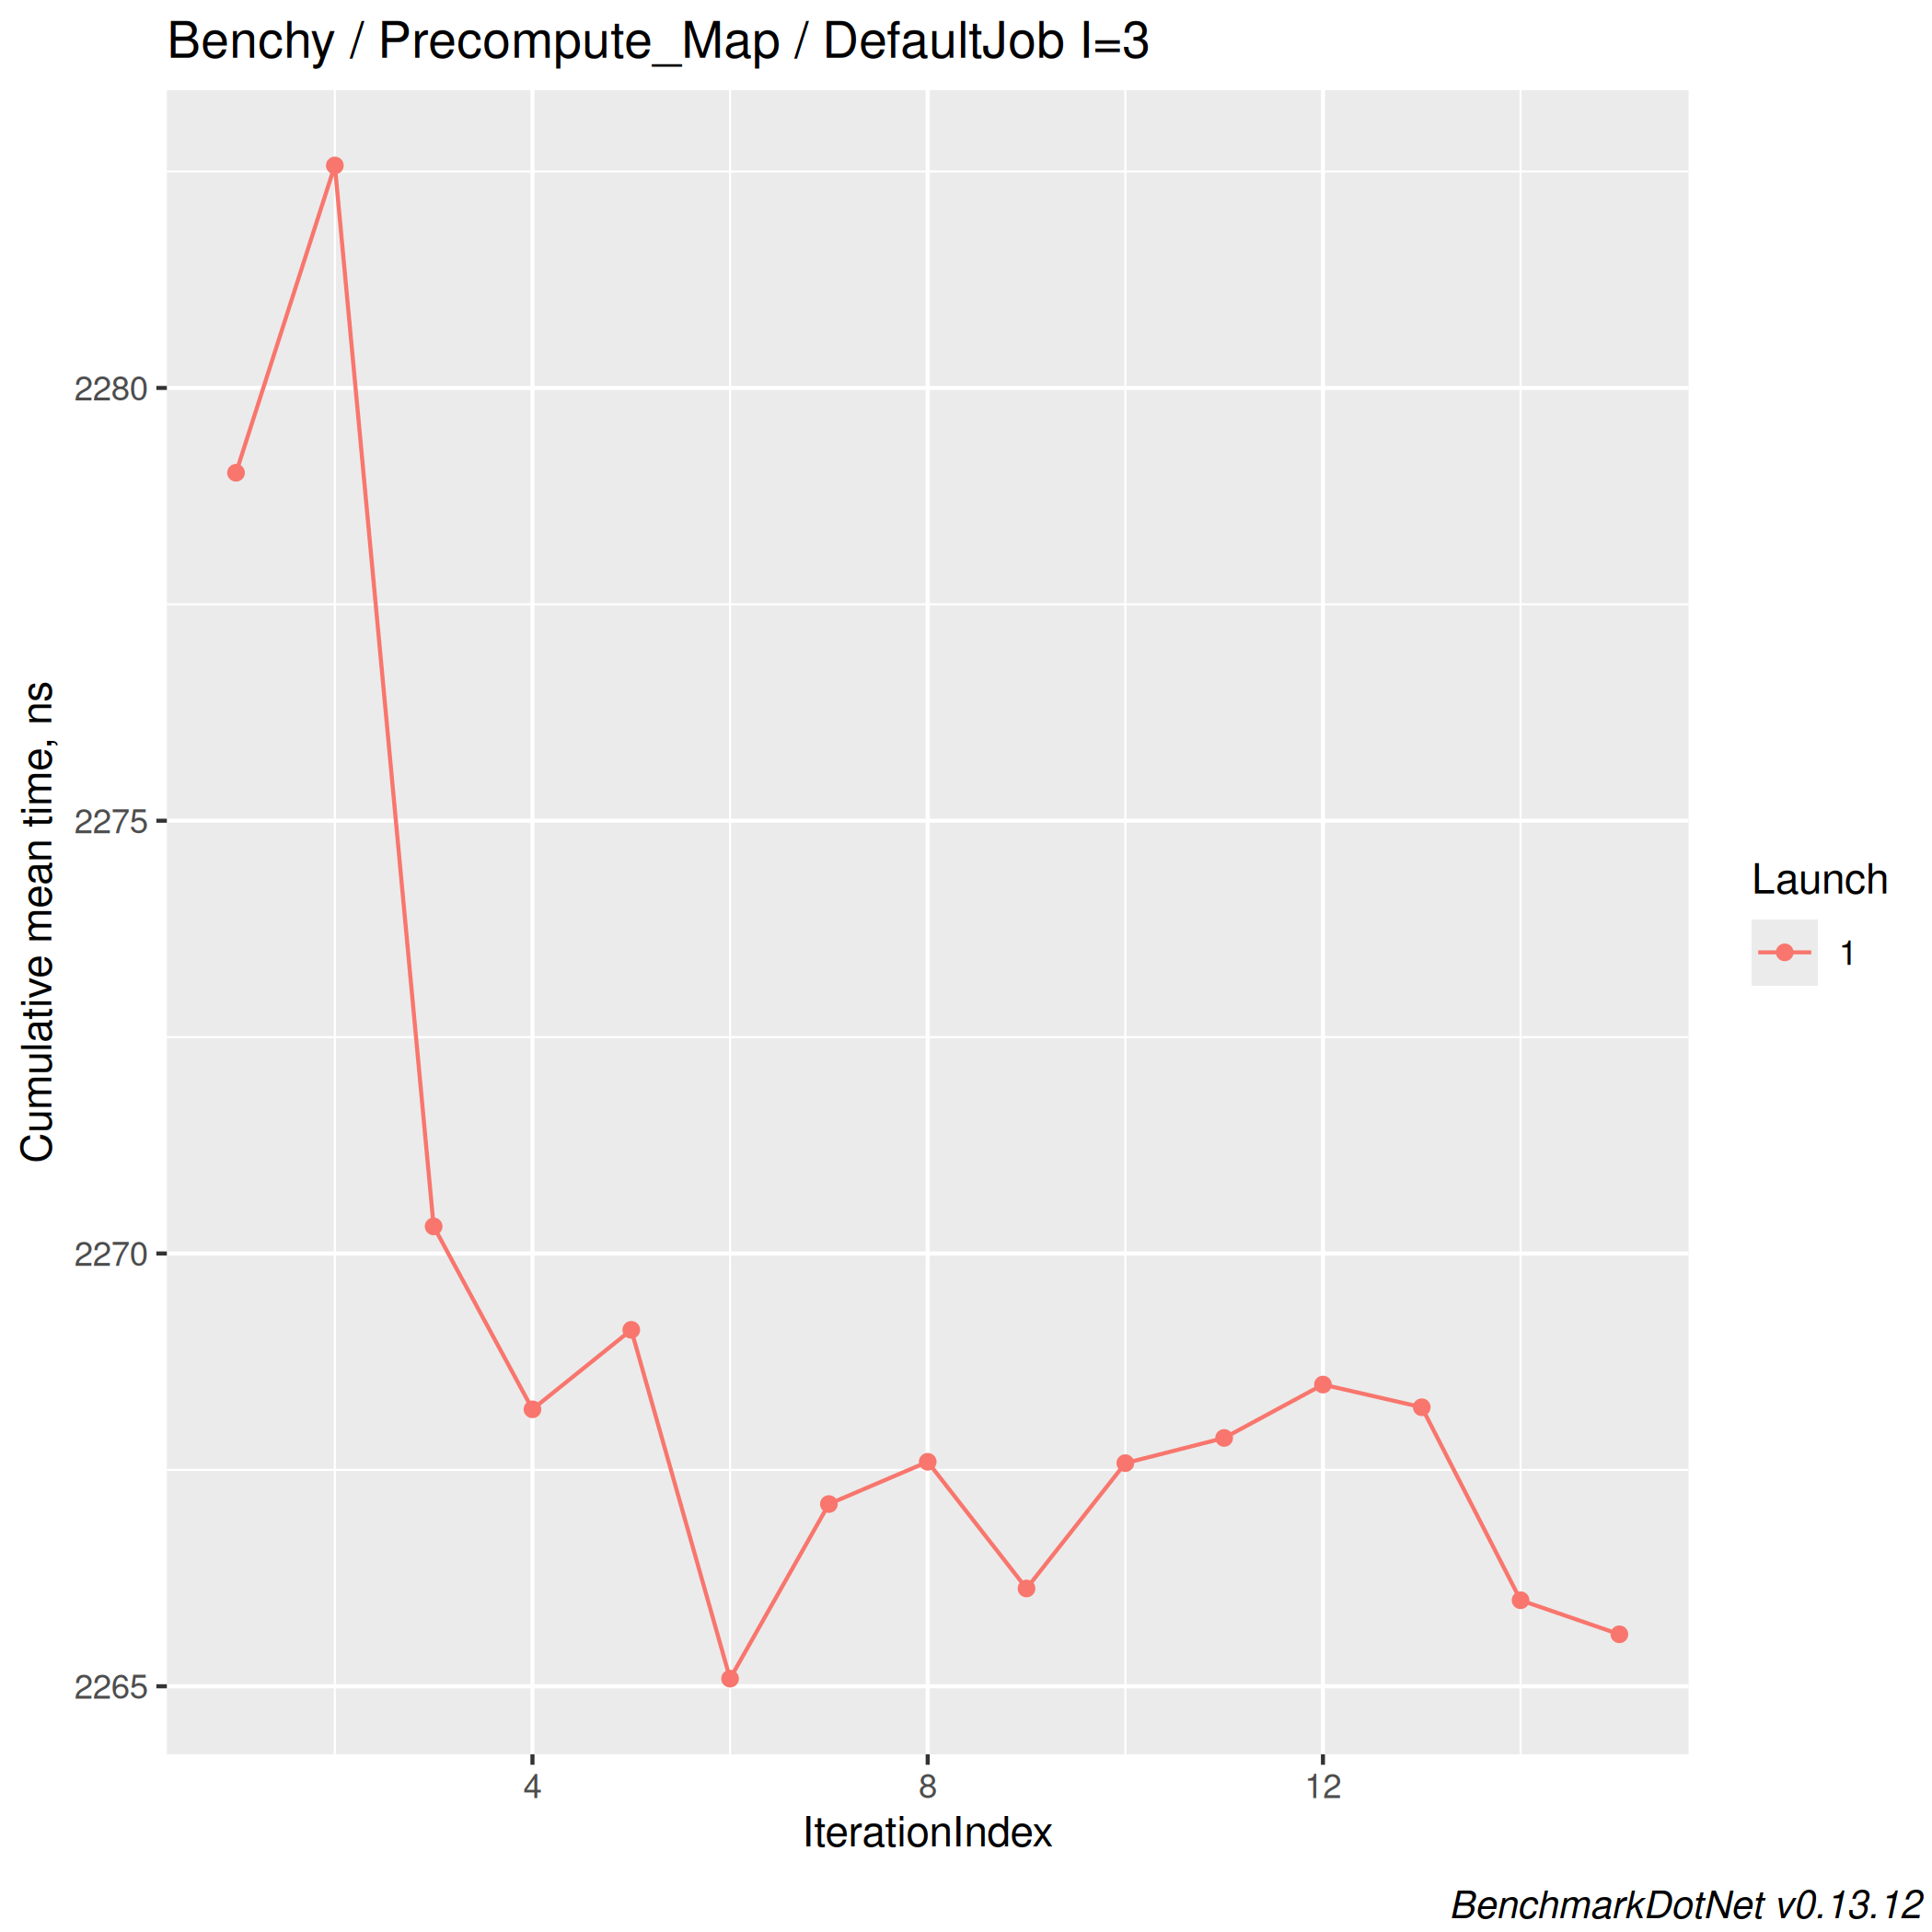 Benchy / Precompute_Map / DefaultJob I=3
Cumulative mean time, ns
2280
2275
2270
2265
4
8
12
IterationIndex
Launch
1
BenchmarkDotNet v0.13.12